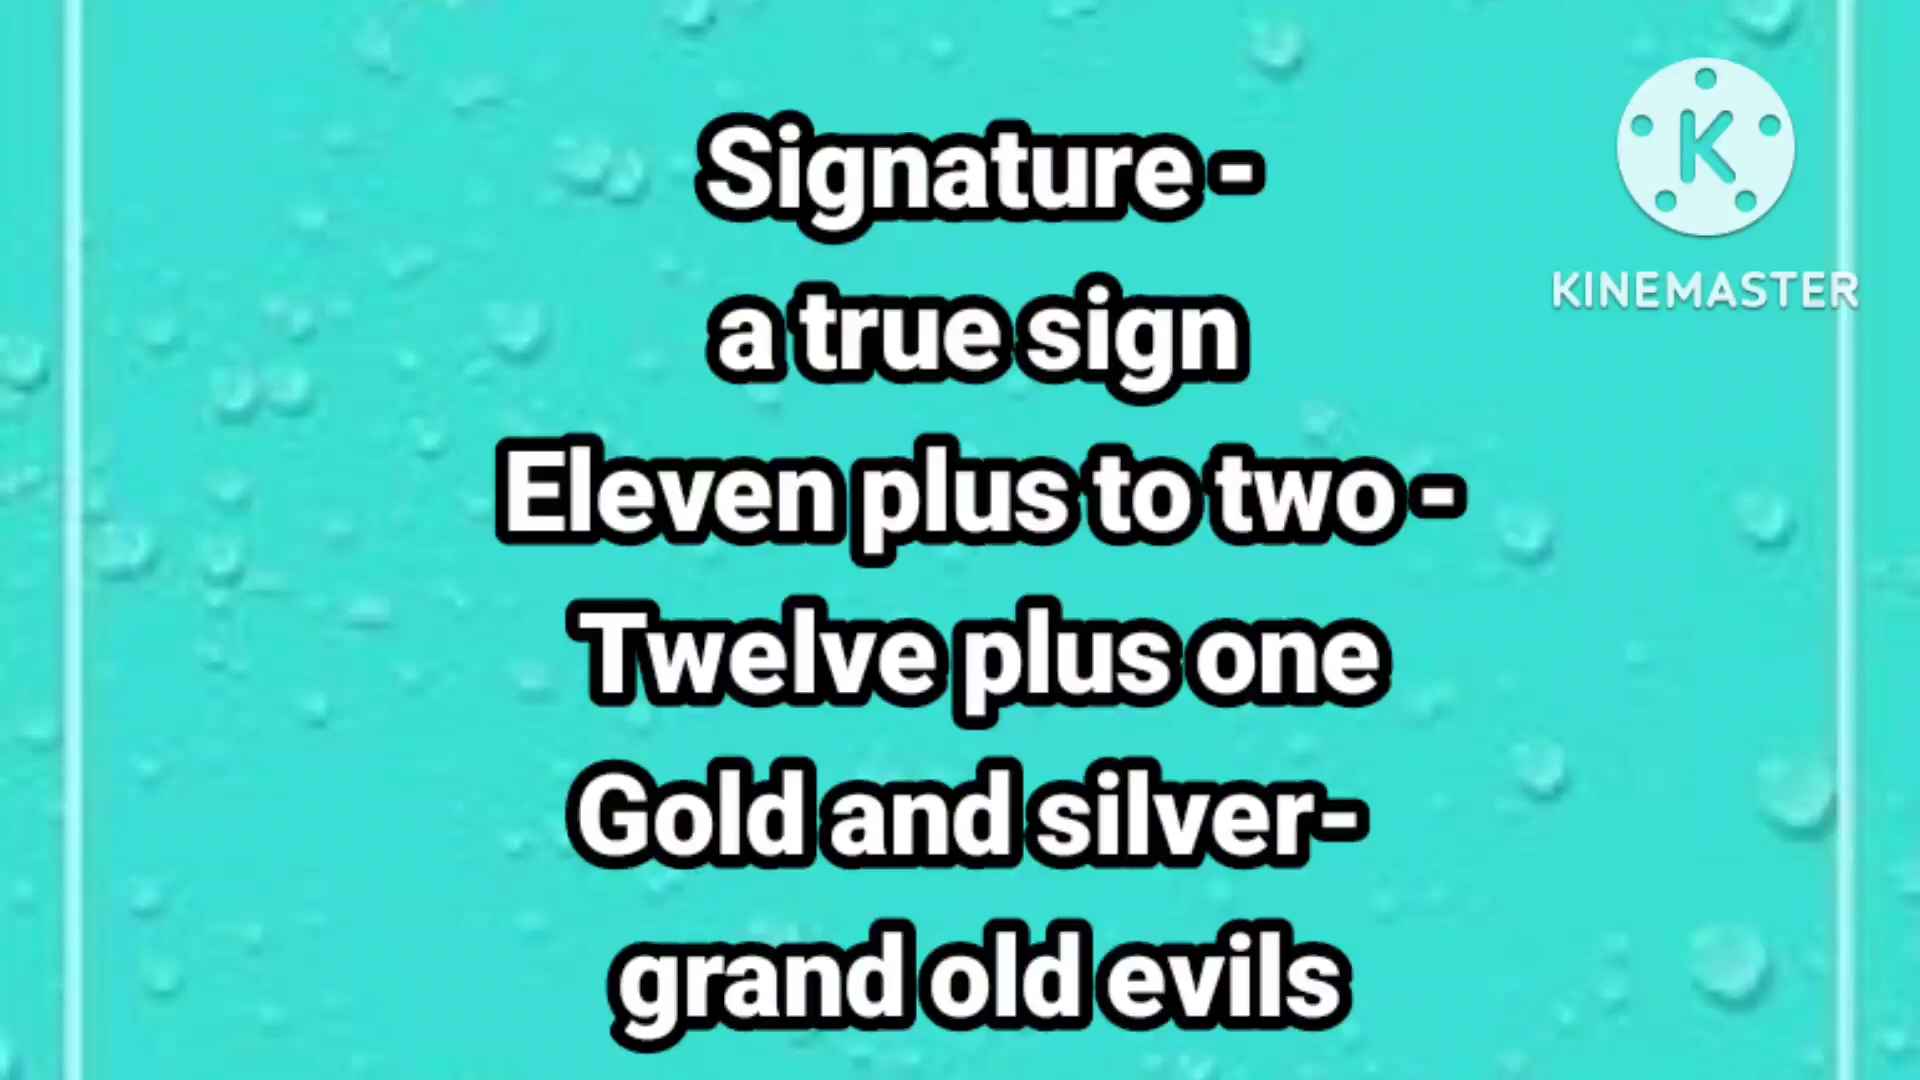 Signature -
a true sign
Eleven plus to two -
Twelve plus one
Gold and silver-
grand old evils
K
KINEMASTER